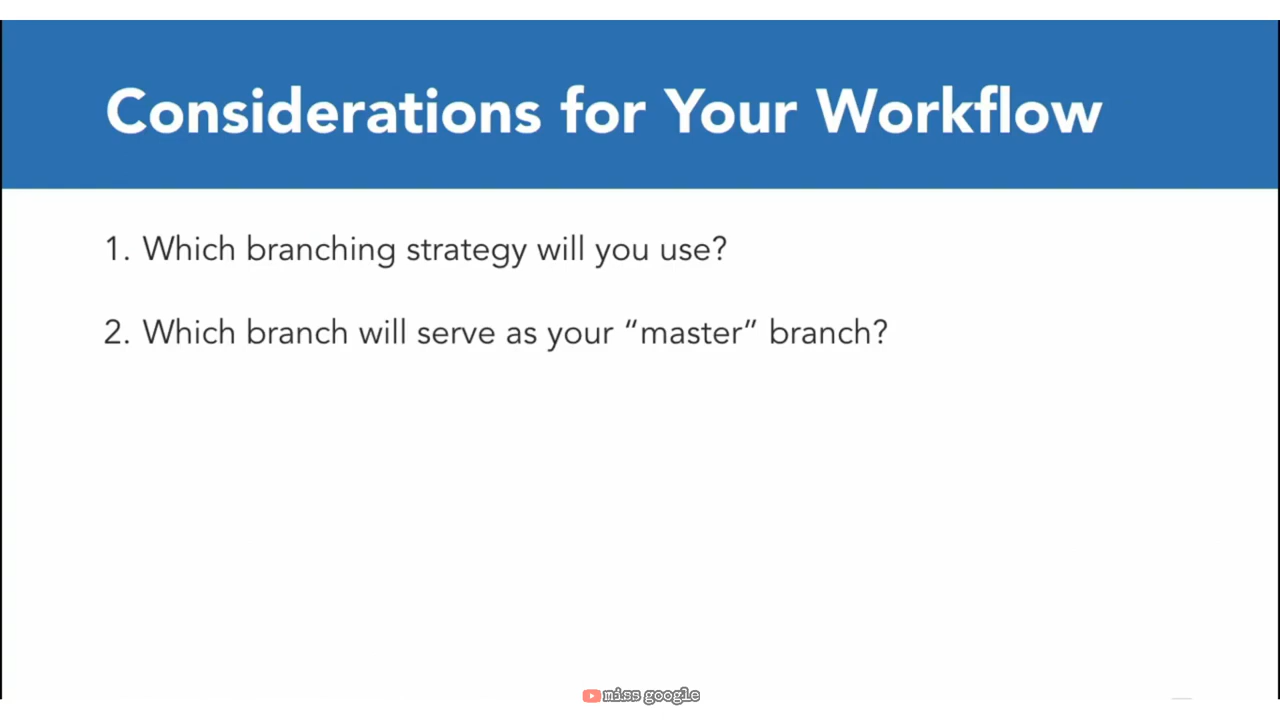 Considerations for Your Workflow
1. Which branching strategy will you use?
2. Which branch will serve as your “master” branch?
miss google